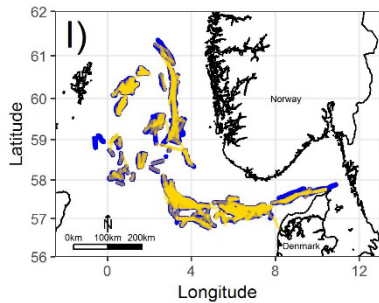 I)
62
61
60
59
58
57
56
Latitude
Norway
Denmark
N
0km 100km 200km
0 4 8 12
Longitude